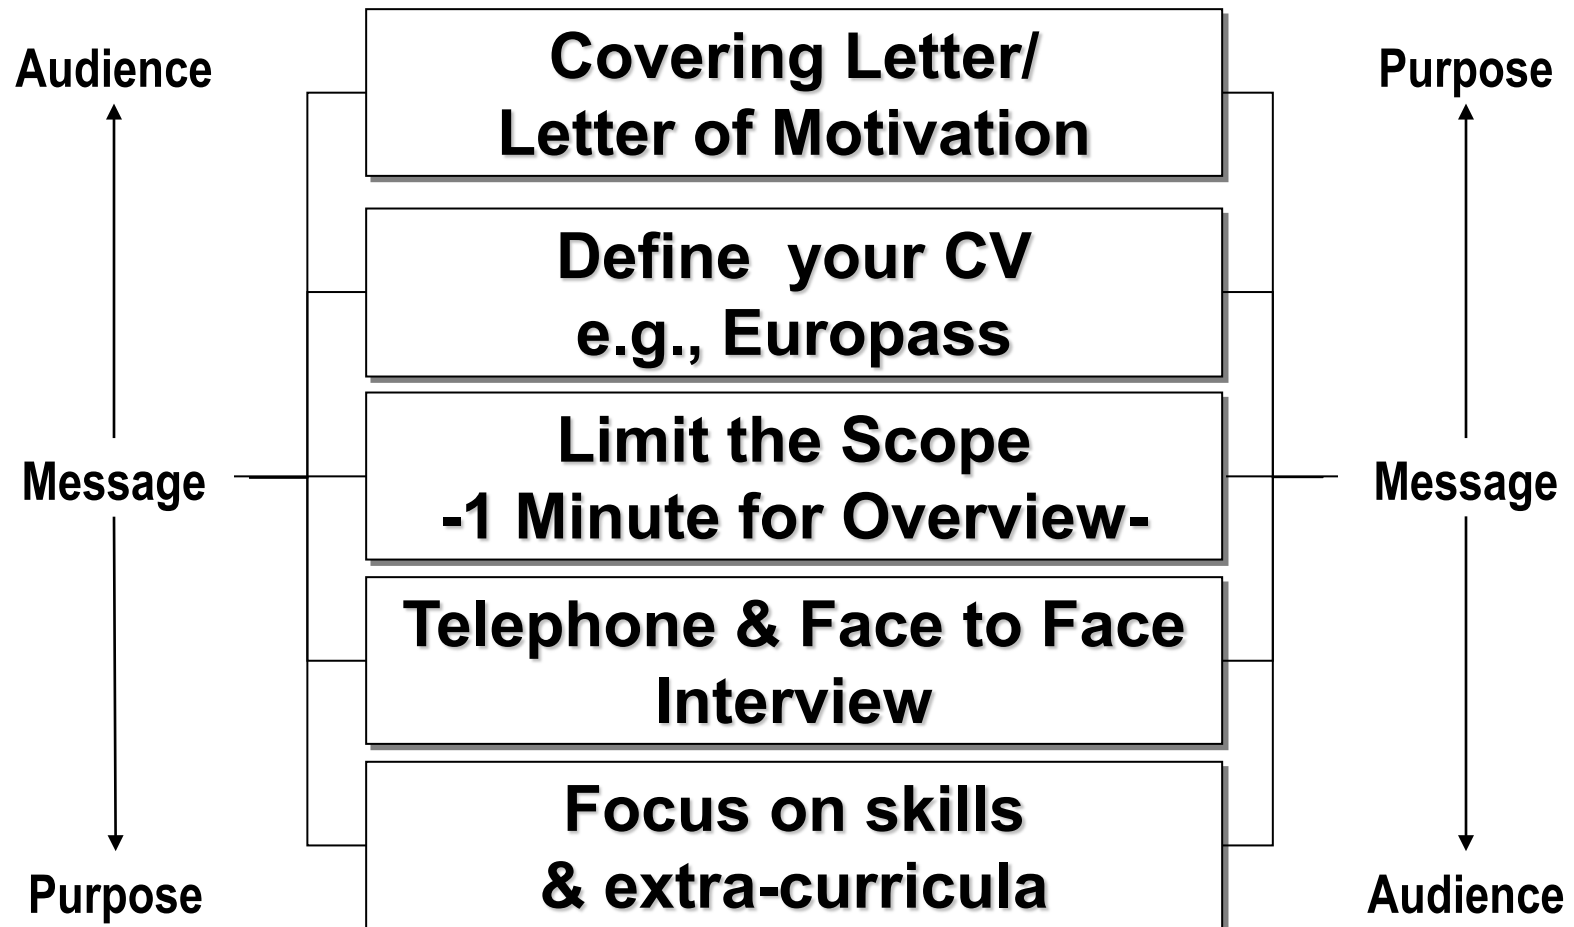 Audience
Message
Purpose
Covering Letter/
Letter of Motivation
Define your CV
e.g., Europass
Limit the Scope
-1 Minute for Overview-
Telephone & Face to Face
Interview
Focus on skills
& extra-curricula
Purpose
Message
Audience